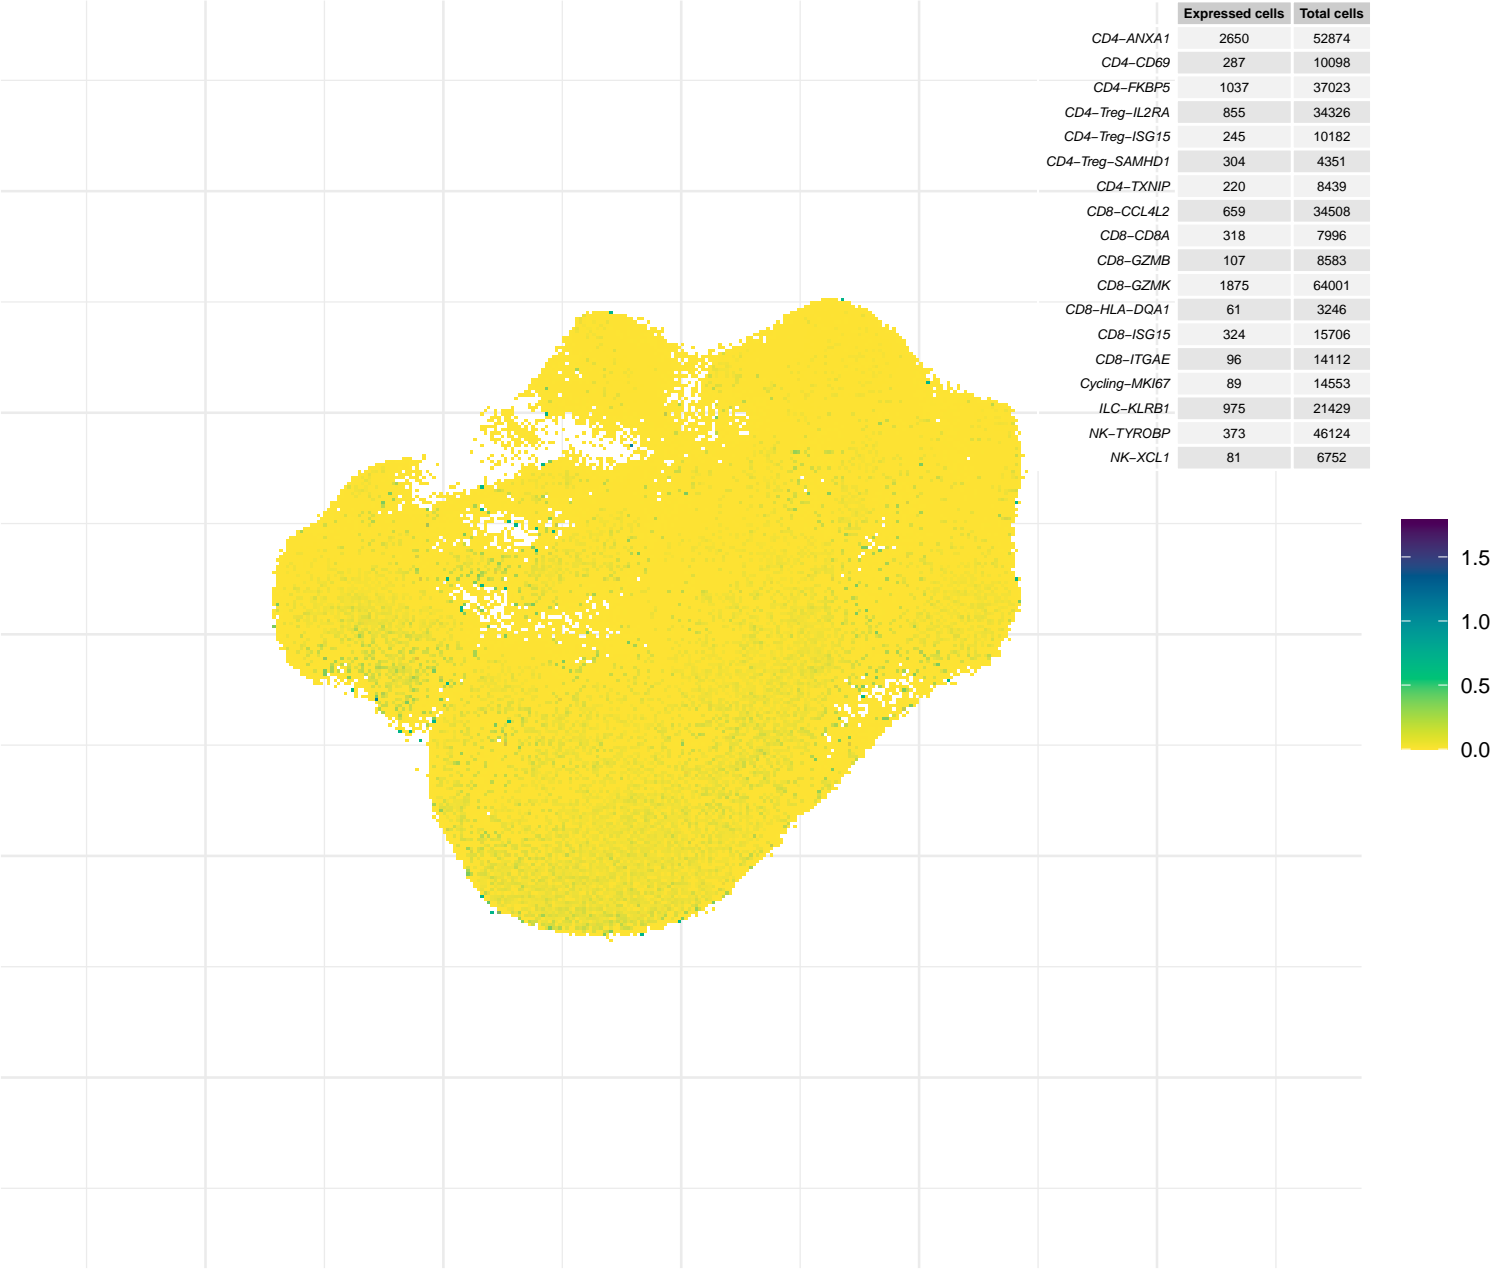 Expressed cells Total cells
CD4−ANXA1 2650 52874
CD4−CD69 287 10098
CD4−FKBP5 1037 37023
CD4−Treg−IL2RA 855 34326
CD4−Treg−ISG15 245 10182
CD4−Treg−SAMHD1 304 4351
CD4−TXNIP 220 8439
CD8−CCL4L2 659 34508
CD8−CD8A 318 7996
CD8−GZMB 107 8583
CD8−GZMK 1875 64001
CD8−HLA−DQA1 61 3246
CD8−ISG15 324 15706
CD8−ITGAE 96 14112
Cycling−MKI67 89 14553
ILC−KLRB1 975 21429
NK−TYROBP 373 46124
NK−XCL1 81 6752
1.5
1.0
0.5
0.0